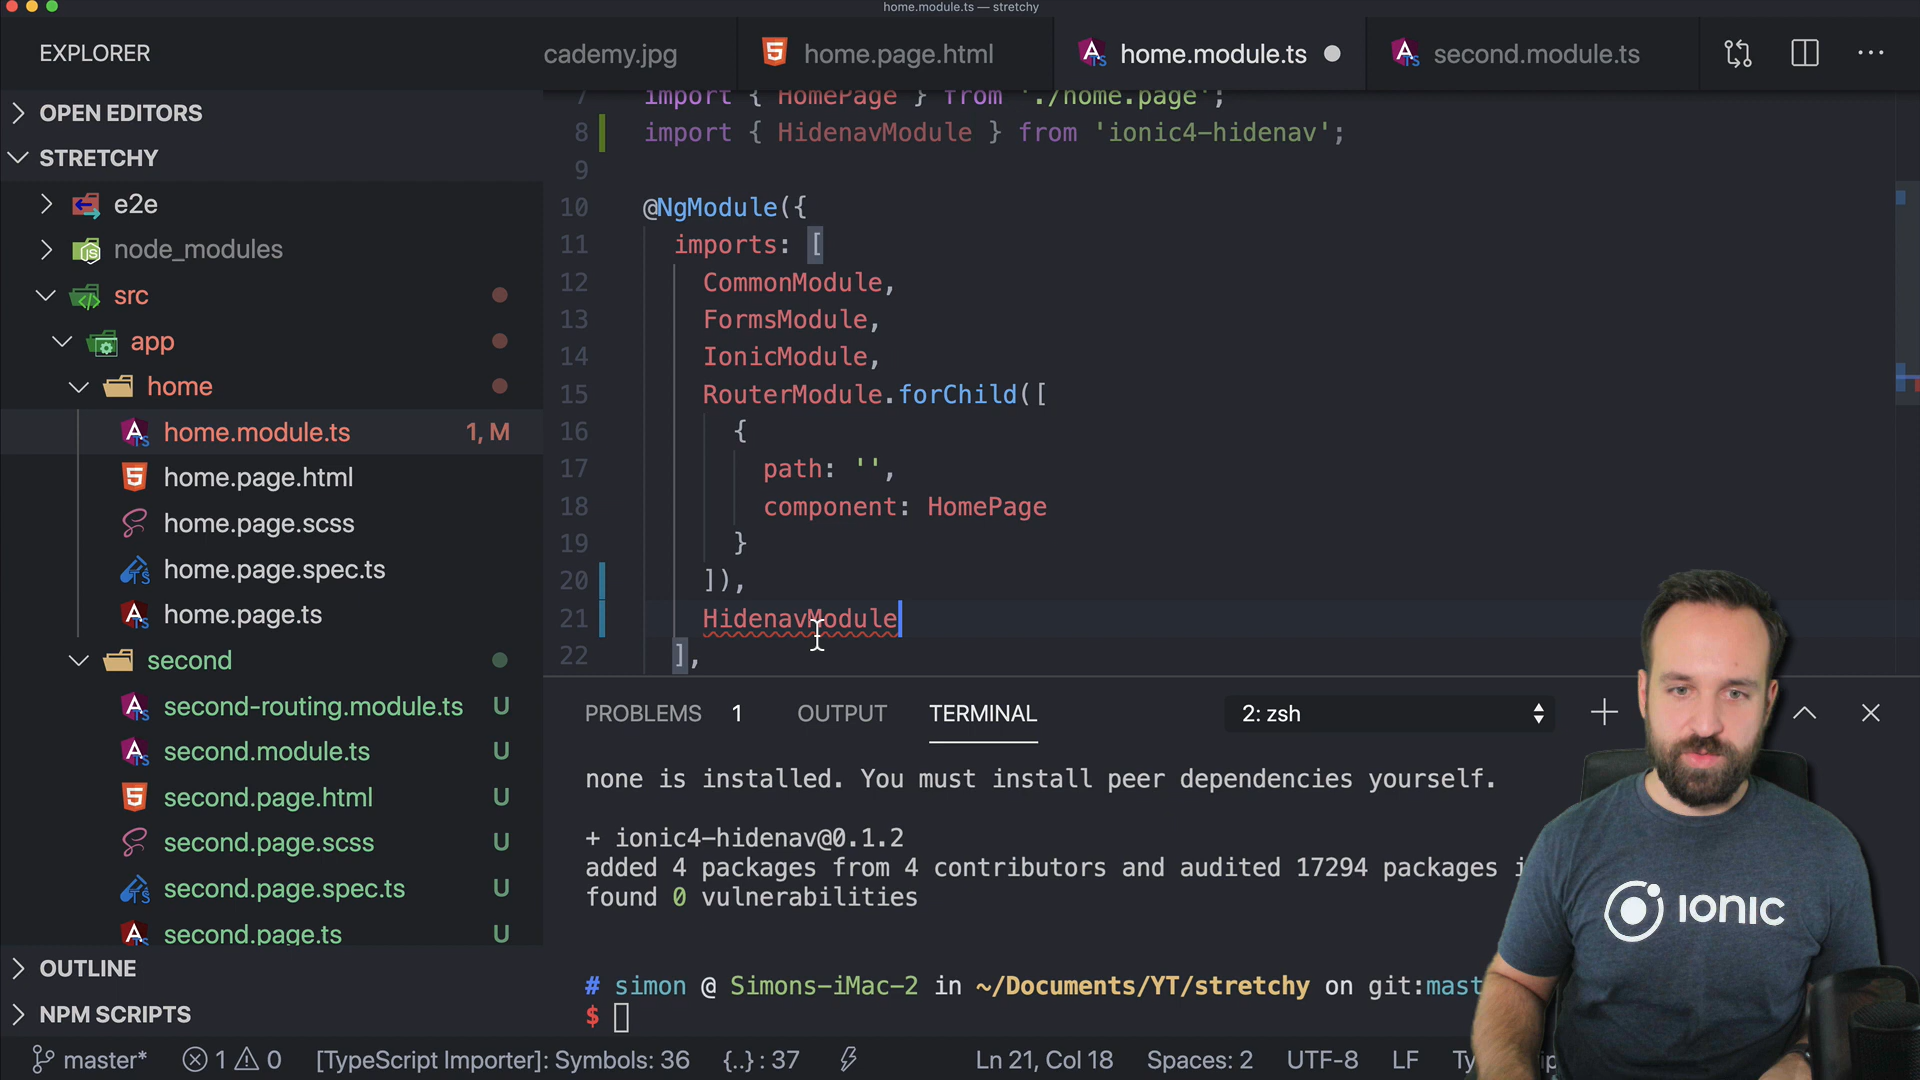 home.module.ts — stretchy
EXPLORER
cademy.jpg
home.page.html
home.module.ts
second.module.ts
OPEN EDITORS
STRETCHY
e2e
node_modules
src
app
home
home.module.ts 1, M
home.page.html
home.page.scss
home.page.spec.ts
home.page.ts
second
second-routing.module.ts U
second.module.ts U
second.page.html U
second.page.scss U
second.page.spec.ts U
second.page.ts U
OUTLINE
NPM SCRIPTS
7 import { HomePage } from './home.page';
8 import { HidenavModule } from 'ionic4-hidenav';
9
10 @NgModule({
11 imports: [
12 CommonModule,
13 FormsModule,
14 IonicModule,
15 RouterModule.forChild([
16 {
17 path: '',
18 component: HomePage
19 }
20 ]),
21 HidenavModule
22 ],
PROBLEMS 1 OUTPUT TERMINAL 2: zsh
none is installed. You must install peer dependencies yourself.
+ ionic4-hidenav@0.1.2
added 4 packages from 4 contributors and audited 17294 packages i
found 0 vulnerabilities
# simon @ Simons-iMac-2 in ~/Documents/YT/stretchy on git:mast
$
ionic
master* 1 0 [TypeScript Importer]: Symbols: 36 {..} : 37 Ln 21, Col 18 Spaces: 2 UTF-8 LF